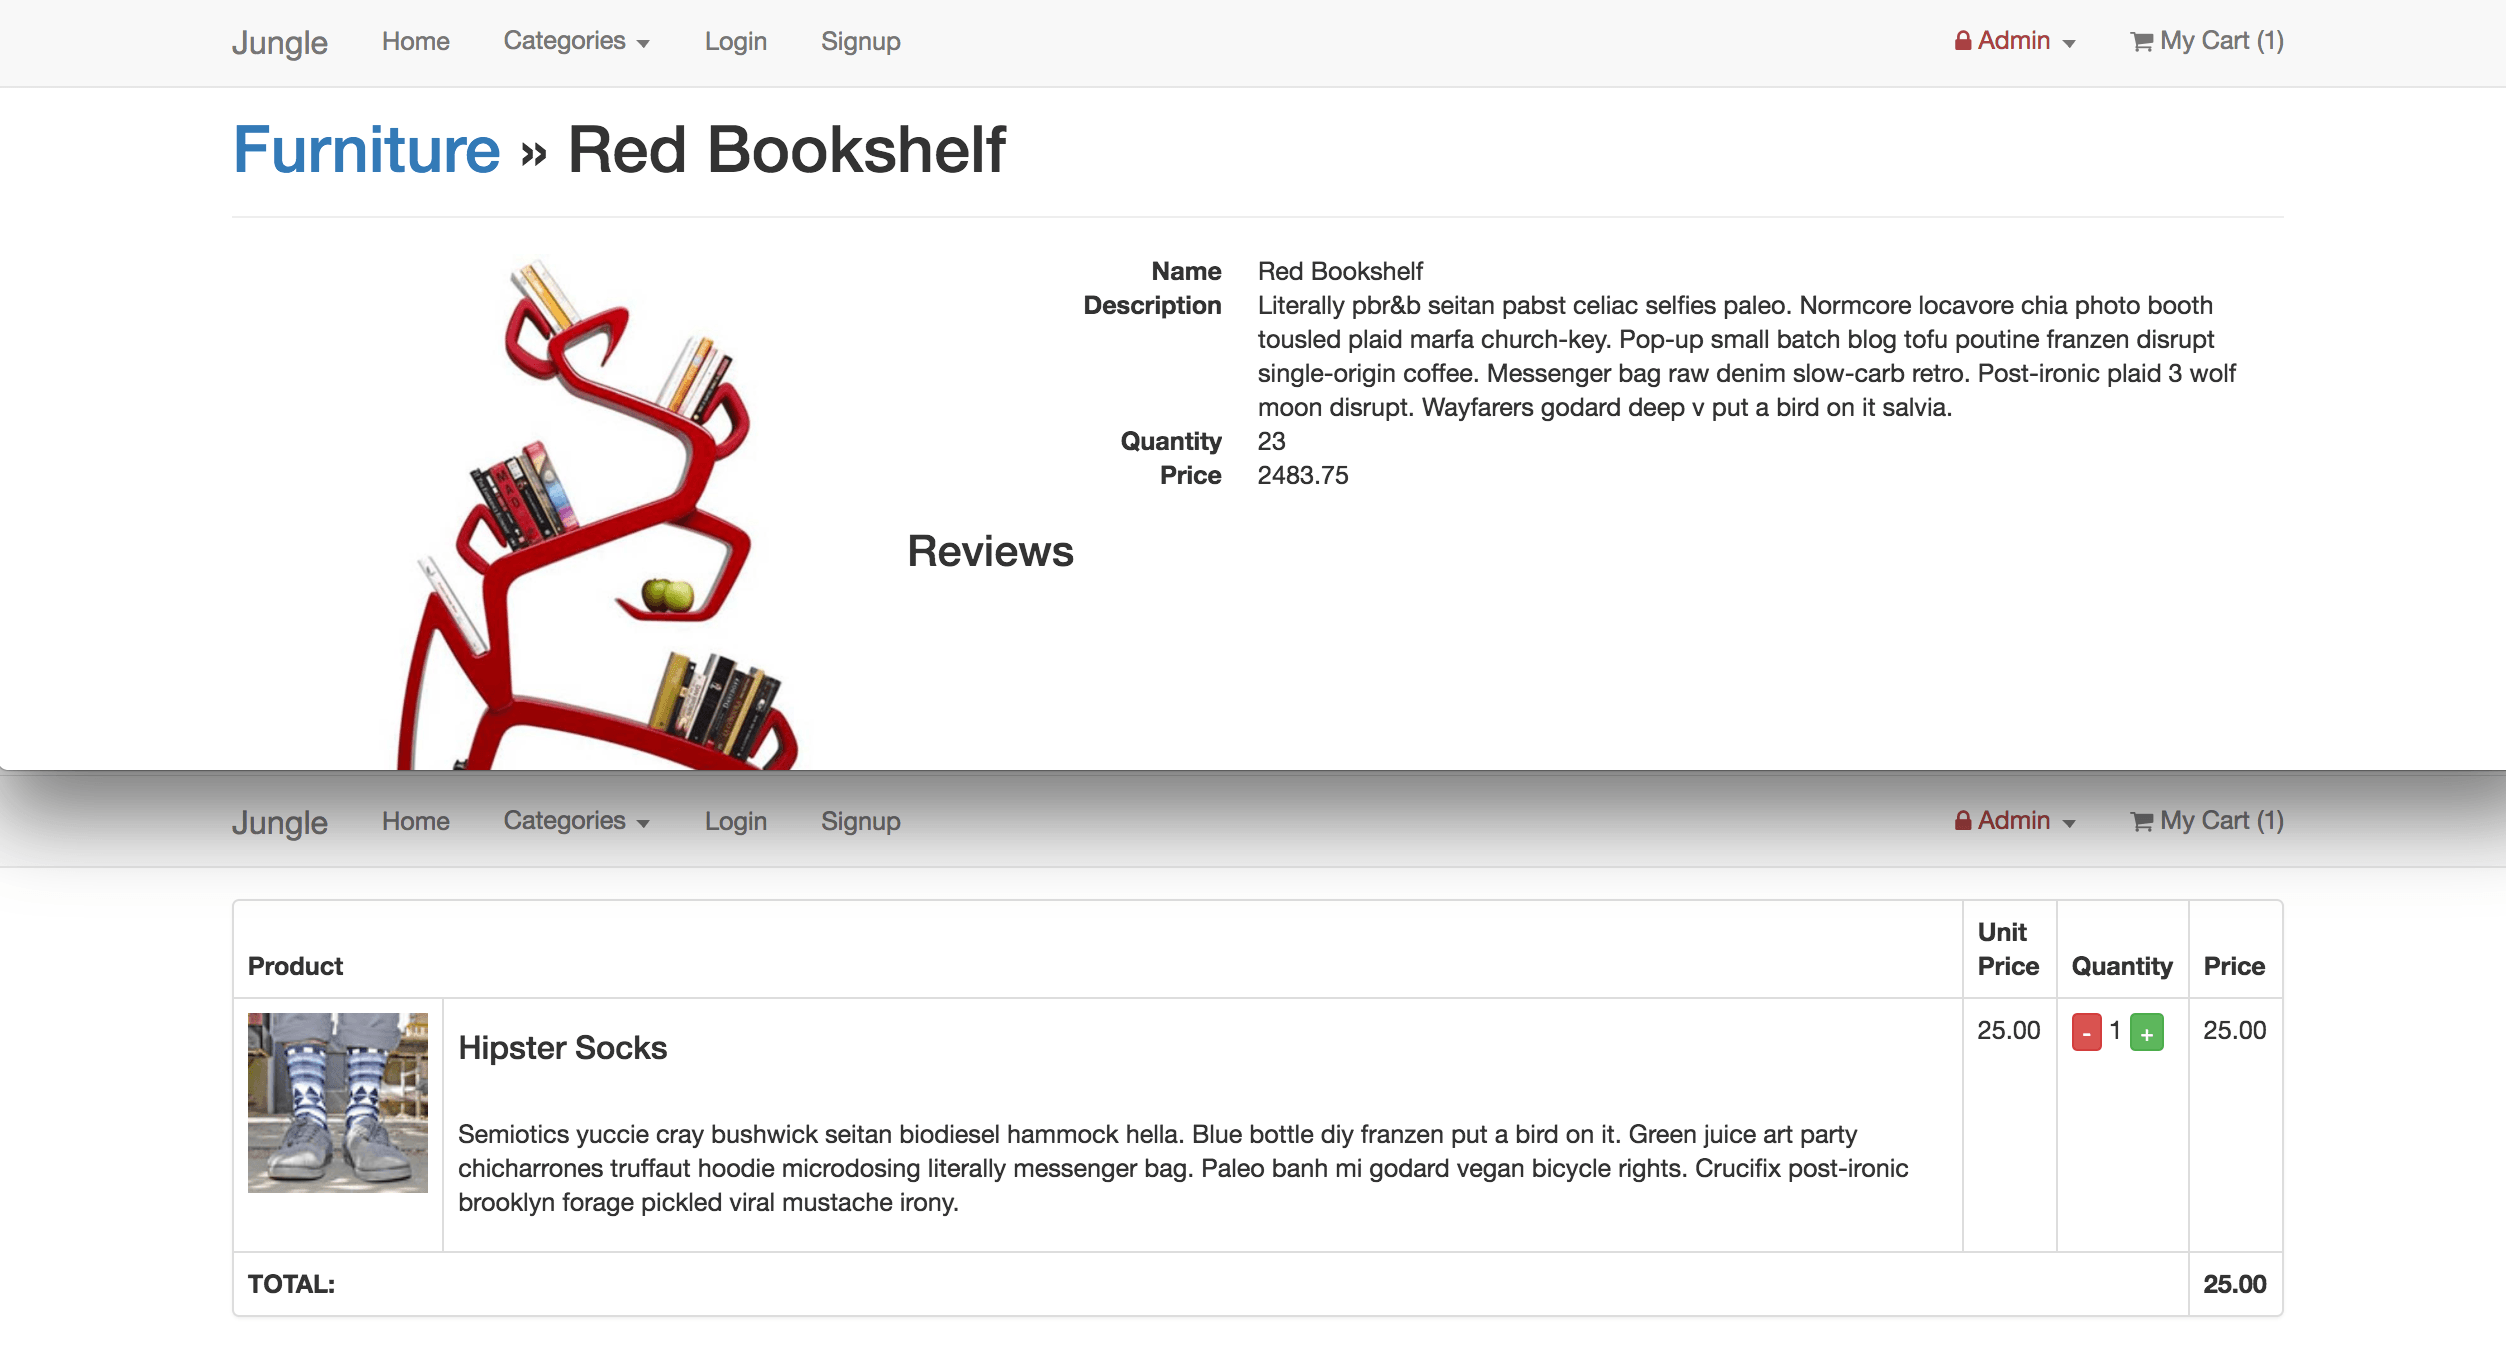 Jungle Home Categories Login Signup Admin My Cart (1)
Furniture » Red Bookshelf
Name Red Bookshelf
Description Literally pbr&b seitan pabst celiac selfies paleo. Normcore locavore chia photo booth
tousled plaid marfa church-key. Pop-up small batch blog tofu poutine franzen disrupt
single-origin coffee. Messenger bag raw denim slow-carb retro. Post-ironic plaid 3 wolf
moon disrupt. Wayfarers godard deep v put a bird on it salvia.
Quantity 23
Price 2483.75
Reviews
Jungle Home Categories Login Signup Admin My Cart (1)
Product Unit Price Quantity Price
Hipster Socks 25.00 - 1 + 25.00
Semiotics yuccie cray bushwick seitan biodiesel hammock hella. Blue bottle diy franzen put a bird on it. Green juice art party
chicharrones truffaut hoodie microdosing literally messenger bag. Paleo banh mi godard vegan bicycle rights. Crucifix post-ironic
brooklyn forage pickled viral mustache irony.
TOTAL: 25.00